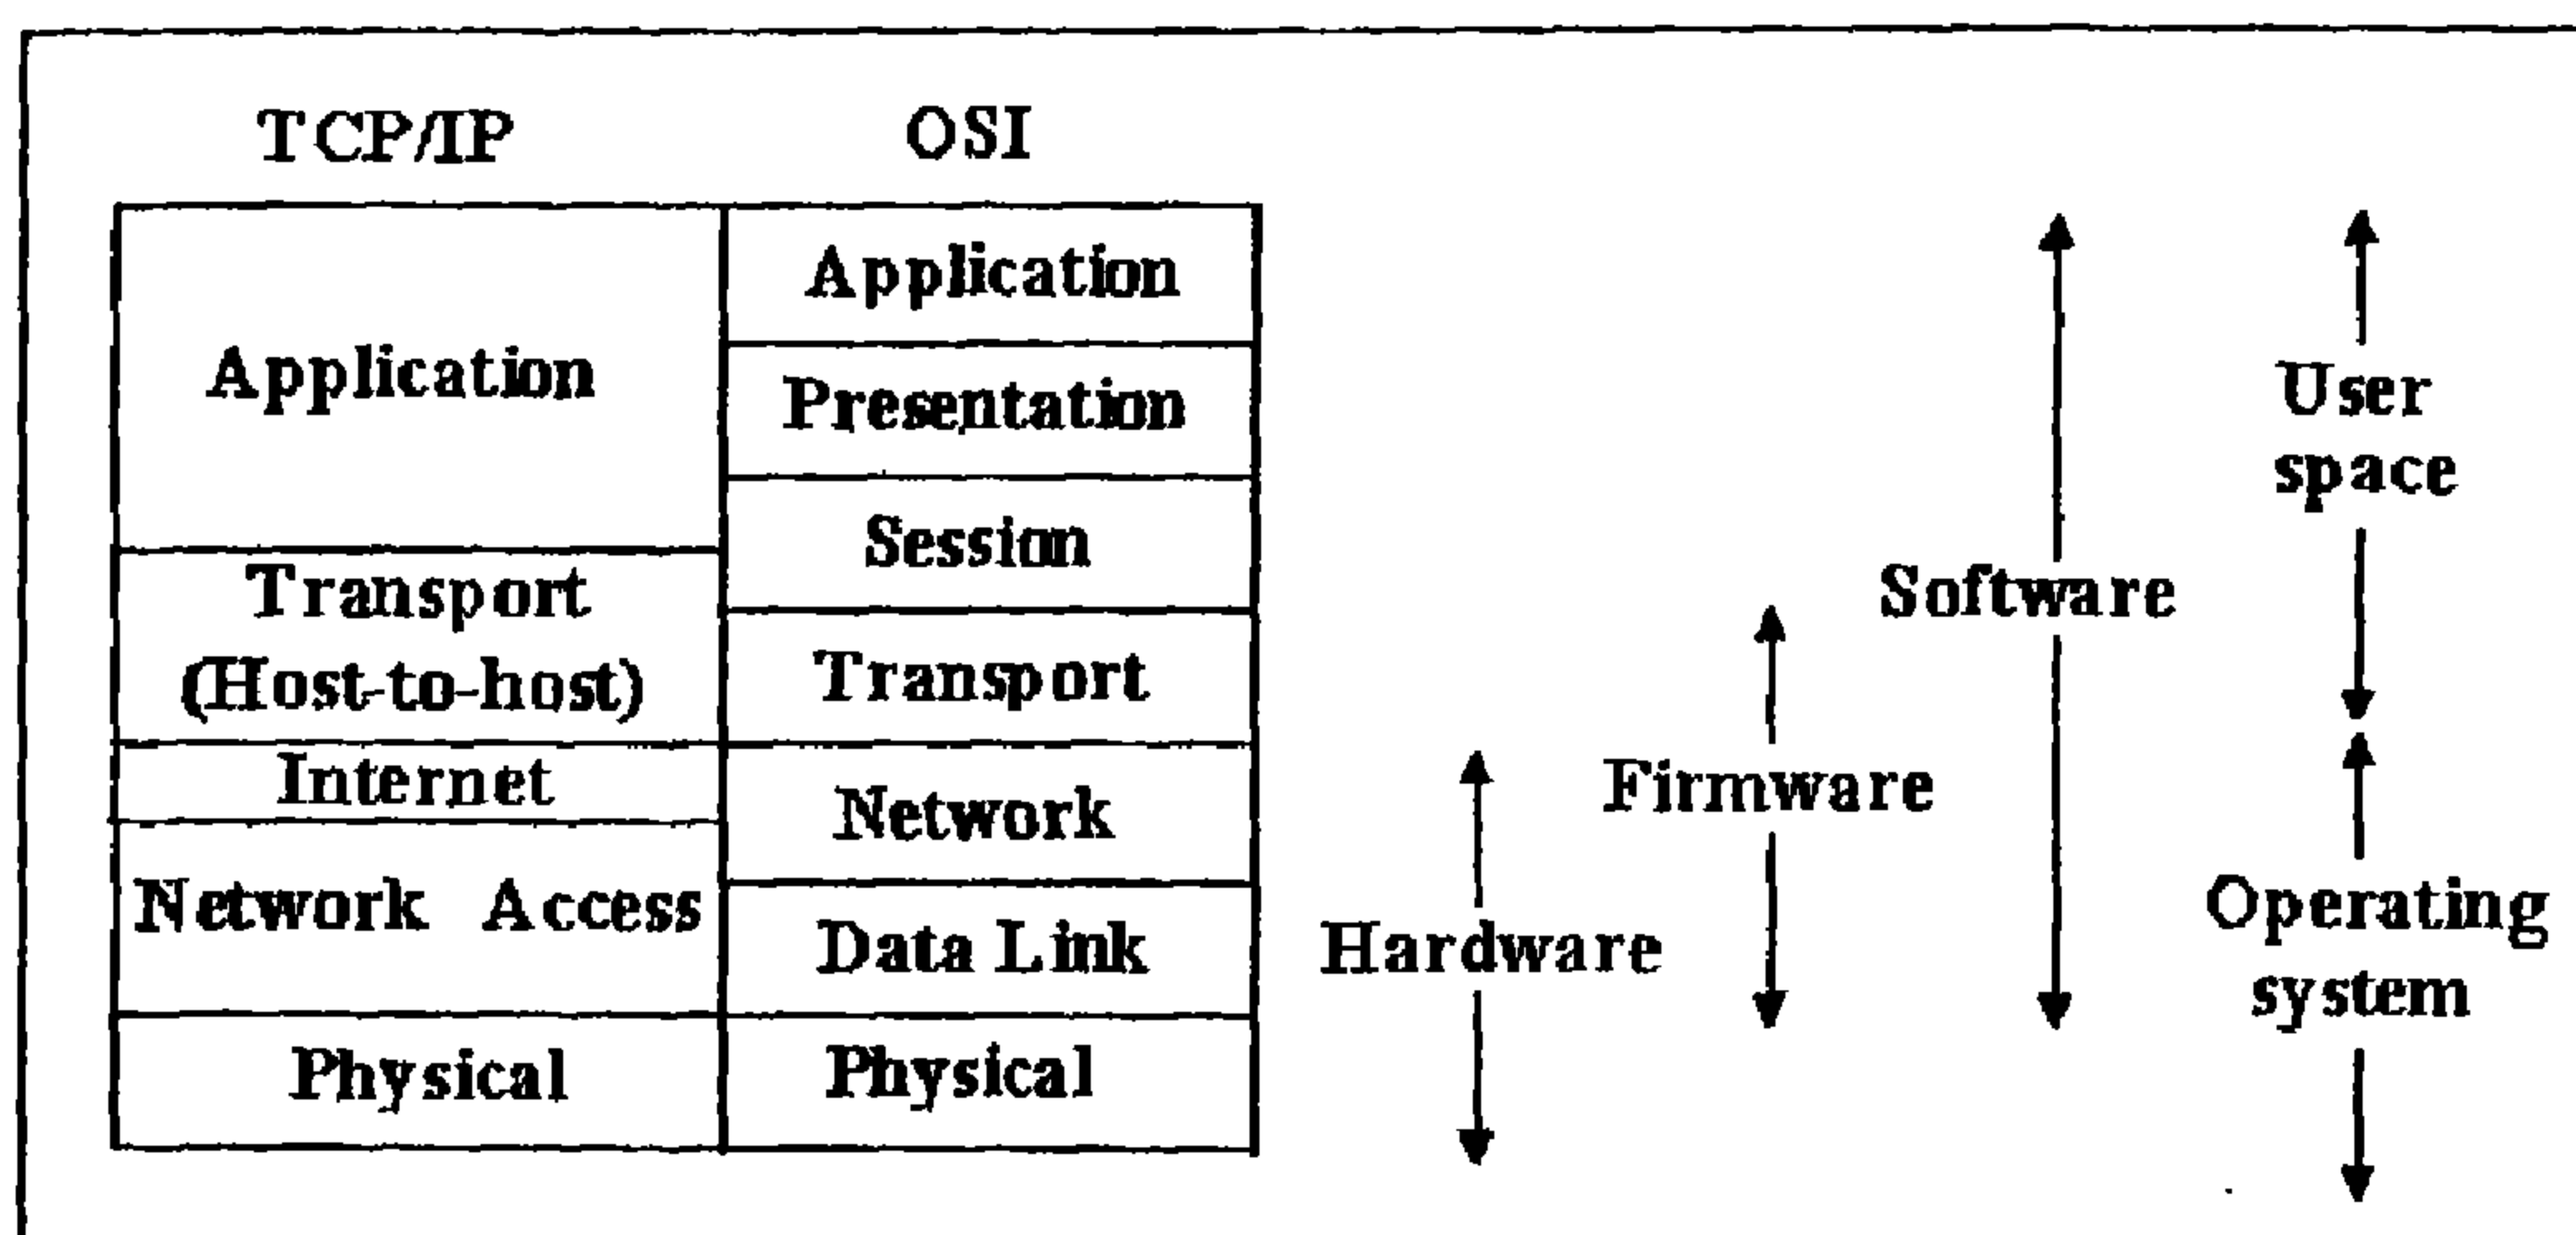 TCP/IP
OSI
Application
Transport
(Host-to-host)
Internet
Network Access
Physical
Application
Presentation
Session
Transport
Network
Data Link
Physical
Hardware
Firmware
Software
User
space
Operating
system